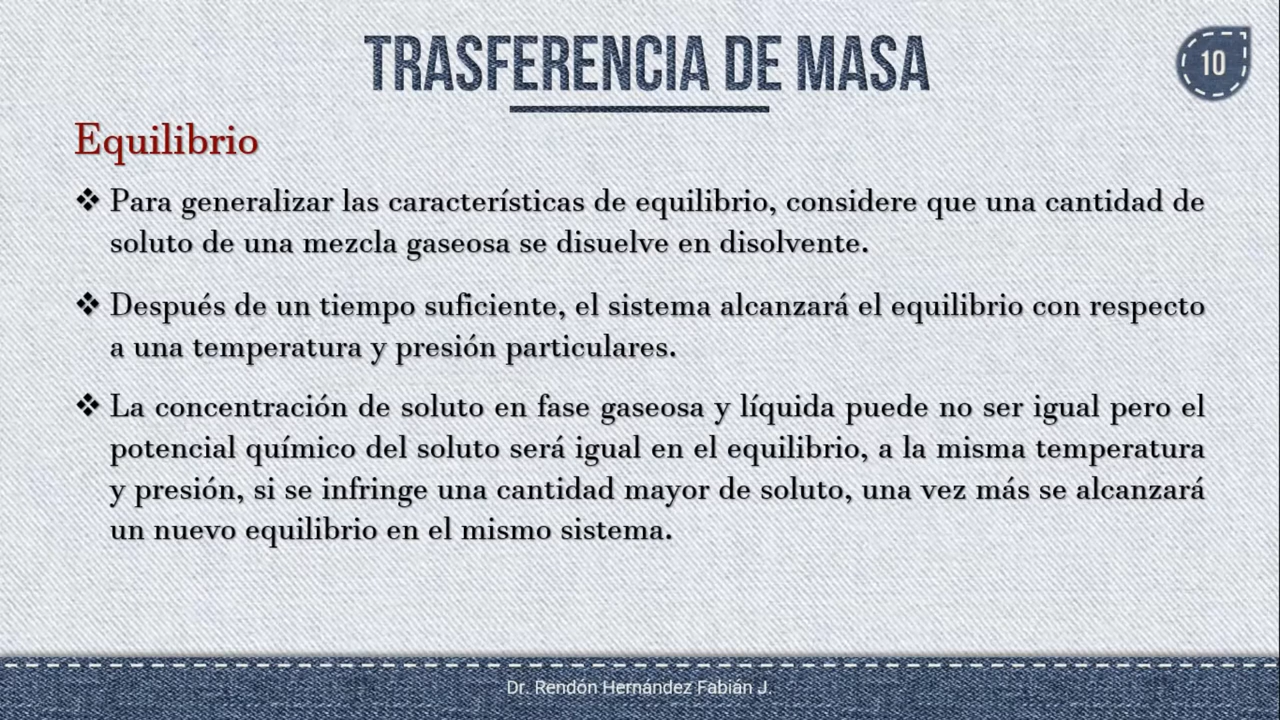 TRASFERENCIA DE MASA
10
Equilibrio
❖ Para generalizar las características de equilibrio, considere que una cantidad de
soluto de una mezcla gaseosa se disuelve en disolvente.
❖ Después de un tiempo suficiente, el sistema alcanzará el equilibrio con respecto
a una temperatura y presión particulares.
❖ La concentración de soluto en fase gaseosa y líquida puede no ser igual pero el
potencial químico del soluto será igual en el equilibrio, a la misma temperatura
y presión, si se infringe una cantidad mayor de soluto, una vez más se alcanzará
un nuevo equilibrio en el mismo sistema.
Dr. Rendón Hernández Fabián J.